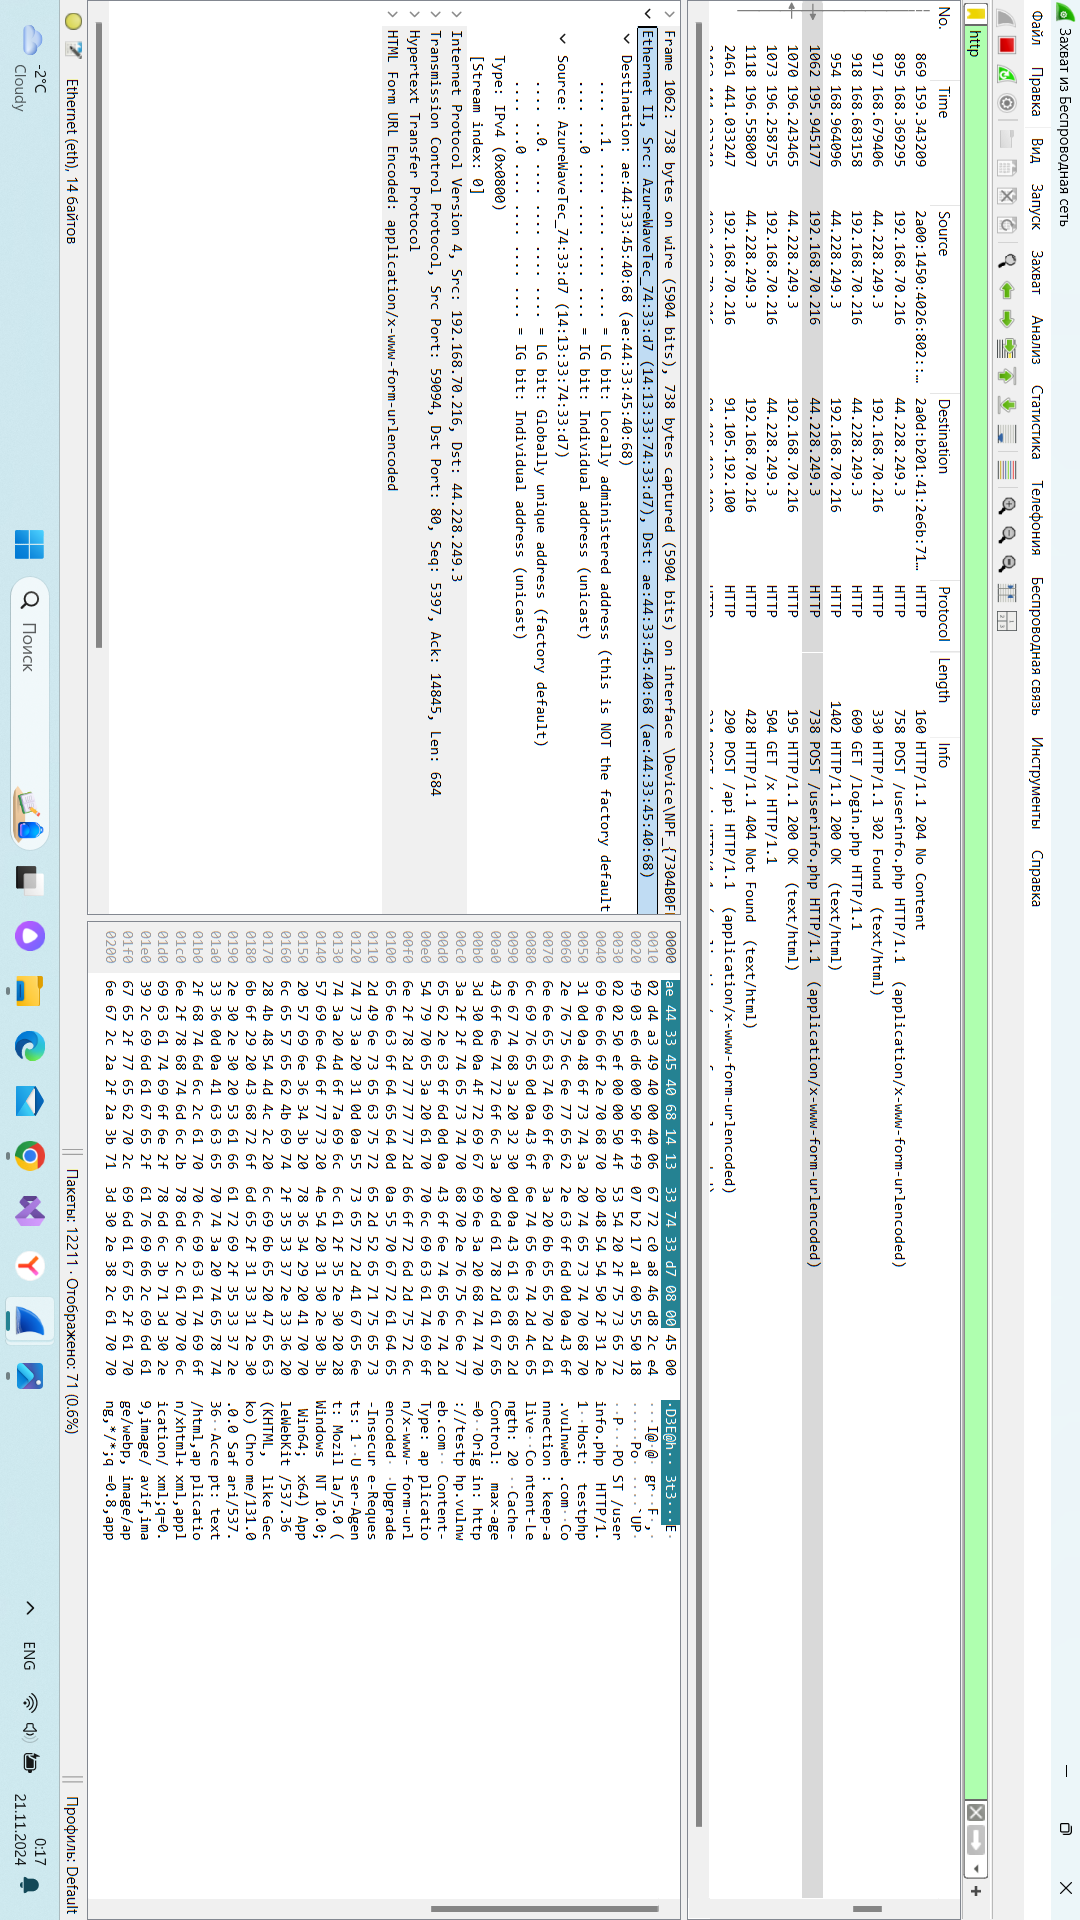 Захват из Беспроводная сеть
Файл Правка Вид Запуск Захват Анализ Статистика Телефония Беспроводная связь Инструменты Справка
http
No. Time Source Destination Protocol Length Info
869 159.343209 2a00:1450:4026:802::… 2a0d:b201:41:2e6b:71… HTTP 160 HTTP/1.1 204 No Content
895 168.369295 192.168.70.216 44.228.249.3 HTTP 758 POST /userinfo.php HTTP/1.1 (application/x-www-form-urlencoded)
917 168.679406 44.228.249.3 192.168.70.216 HTTP 330 HTTP/1.1 302 Found (text/html)
918 168.683158 192.168.70.216 44.228.249.3 HTTP 609 GET /login.php HTTP/1.1
954 168.964096 44.228.249.3 192.168.70.216 HTTP 1402 HTTP/1.1 200 OK (text/html)
1062 195.945177 192.168.70.216 44.228.249.3 HTTP 738 POST /userinfo.php HTTP/1.1 (application/x-www-form-urlencoded)
1070 196.243465 44.228.249.3 192.168.70.216 HTTP 195 HTTP/1.1 200 OK (text/html)
1073 196.258755 192.168.70.216 44.228.249.3 HTTP 504 GET /x HTTP/1.1
1118 196.558007 44.228.249.3 192.168.70.216 HTTP 428 HTTP/1.1 404 Not Found (text/html)
2461 441.033247 192.168.70.216 91.105.192.100 HTTP 290 POST /api HTTP/1.1 (application/x-www-form-urlencoded)
Frame 1062: 738 bytes on wire (5904 bits), 738 bytes captured (5904 bits) on interface \Device\NPF_{7304B0F
Ethernet II, Src: AzureWaveTec_74:33:d7 (14:13:33:74:33:d7), Dst: ae:44:33:45:40:68 (ae:44:33:45:40:68)
Destination: ae:44:33:45:40:68 (ae:44:33:45:40:68)
.... ..1. .... .... .... .... = LG bit: Locally administered address (this is NOT the factory default
.... ...0 .... .... .... .... = IG bit: Individual address (unicast)
Source: AzureWaveTec_74:33:d7 (14:13:33:74:33:d7)
.... ..0. .... .... .... .... = LG bit: Globally unique address (factory default)
.... ...0 .... .... .... .... = IG bit: Individual address (unicast)
Type: IPv4 (0x0800)
[Stream index: 0]
Internet Protocol Version 4, Src: 192.168.70.216, Dst: 44.228.249.3
Transmission Control Protocol, Src Port: 59094, Dst Port: 80, Seq: 5397, Ack: 14845, Len: 684
Hypertext Transfer Protocol
HTML Form URL Encoded: application/x-www-form-urlencoded
0000 ae 44 33 45 40 68 14 13 33 74 33 d7 08 00 45 00 ·D3E@h·· 3t3···E·
0010 02 d4 a3 49 40 00 40 06 67 72 c0 a8 46 d8 2c e4 ···I@·@· gr··F·,·
0020 f9 03 e6 d6 00 50 6f f9 07 b2 17 a1 60 55 50 18 ·····Po· ····`UP·
0030 02 02 50 ef 00 00 50 4f 53 54 20 2f 75 73 65 72 ··P···PO ST /user
0040 69 6e 66 6f 2e 70 68 70 20 48 54 54 50 2f 31 2e info.php HTTP/1.
0050 31 0d 0a 48 6f 73 74 3a 20 74 65 73 74 70 68 70 1··Host: testphp
0060 2e 76 75 6c 6e 77 65 62 2e 63 6f 6d 0d 0a 43 6f .vulnweb .com··Co
0070 6e 6e 65 63 74 69 6f 6e 3a 20 6b 65 65 70 2d 61 nnection : keep-a
0080 6c 69 76 65 0d 0a 43 6f 6e 74 65 6e 74 2d 4c 65 live··Co ntent-Le
0090 6e 67 74 68 3a 20 32 30 0d 0a 43 61 63 68 65 2d ngth: 20 ··Cache-
00a0 43 6f 6e 74 72 6f 6c 3a 20 6d 61 78 2d 61 67 65 Control: max-age
00b0 3d 30 0d 0a 4f 72 69 67 69 6e 3a 20 68 74 74 70 =0··Orig in: http
00c0 3a 2f 2f 74 65 73 74 70 68 70 2e 76 75 6c 6e 77 ://testp hp.vulnw
00d0 65 62 2e 63 6f 6d 0d 0a 43 6f 6e 74 65 6e 74 2d eb.com·· Content-
00e0 54 79 70 65 3a 20 61 70 70 6c 69 63 61 74 69 6f Type: ap plicatio
00f0 6e 2f 78 2d 77 77 77 2d 66 6f 72 6d 2d 75 72 6c n/x-www- form-url
0100 65 6e 63 6f 64 65 64 0d 0a 55 70 67 72 61 64 65 encoded· ·Upgrade
0110 2d 49 6e 73 65 63 75 72 65 2d 52 65 71 75 65 73 -Insecur e-Reques
0120 74 73 3a 20 31 0d 0a 55 73 65 72 2d 41 67 65 6e ts: 1··U ser-Agen
0130 74 3a 20 4d 6f 7a 69 6c 6c 61 2f 35 2e 30 20 28 t: Mozil la/5.0 (
0140 57 69 6e 64 6f 77 73 20 4e 54 20 31 30 2e 30 3b Windows NT 10.0;
0150 20 57 69 6e 36 34 3b 20 78 36 34 29 20 41 70 70 Win64; x64) App
0160 6c 65 57 65 62 4b 69 74 2f 35 33 37 2e 33 36 20 leWebKit /537.36
0170 28 4b 48 54 4d 4c 2c 20 6c 69 6b 65 20 47 65 63 (KHTML, like Gec
0180 6b 6f 29 20 43 68 72 6f 6d 65 2f 31 33 31 2e 30 ko) Chro me/131.0
0190 2e 30 2e 30 20 53 61 66 61 72 69 2f 35 33 37 2e .0.0 Saf ari/537.
01a0 33 36 0d 0a 41 63 63 65 70 74 3a 20 74 65 78 74 36··Acce pt: text
01b0 2f 68 74 6d 6c 2c 61 70 70 6c 69 63 61 74 69 6f /html,ap plicatio
01c0 6e 2f 78 68 74 6d 6c 2b 78 6d 6c 2c 61 70 70 6c n/xhtml+ xml,appl
01d0 69 63 61 74 69 6f 6e 2f 78 6d 6c 3b 71 3d 30 2e ication/ xml;q=0.
01e0 39 2c 69 6d 61 67 65 2f 61 76 69 66 2c 69 6d 61 9,image/ avif,ima
01f0 67 65 2f 77 65 62 70 2c 69 6d 61 67 65 2f 61 70 ge/webp, image/ap
0200 6e 67 2c 2a 2f 2a 3b 71 3d 30 2e 38 2c 61 70 70 ng,*/*;q =0.8,app
Ethernet (eth), 14 байтов Пакеты: 12211 · Отображено: 71 (0.6%) Профиль: Default
-2°C
Cloudy
Поиск
ENG
0:17
21.11.2024